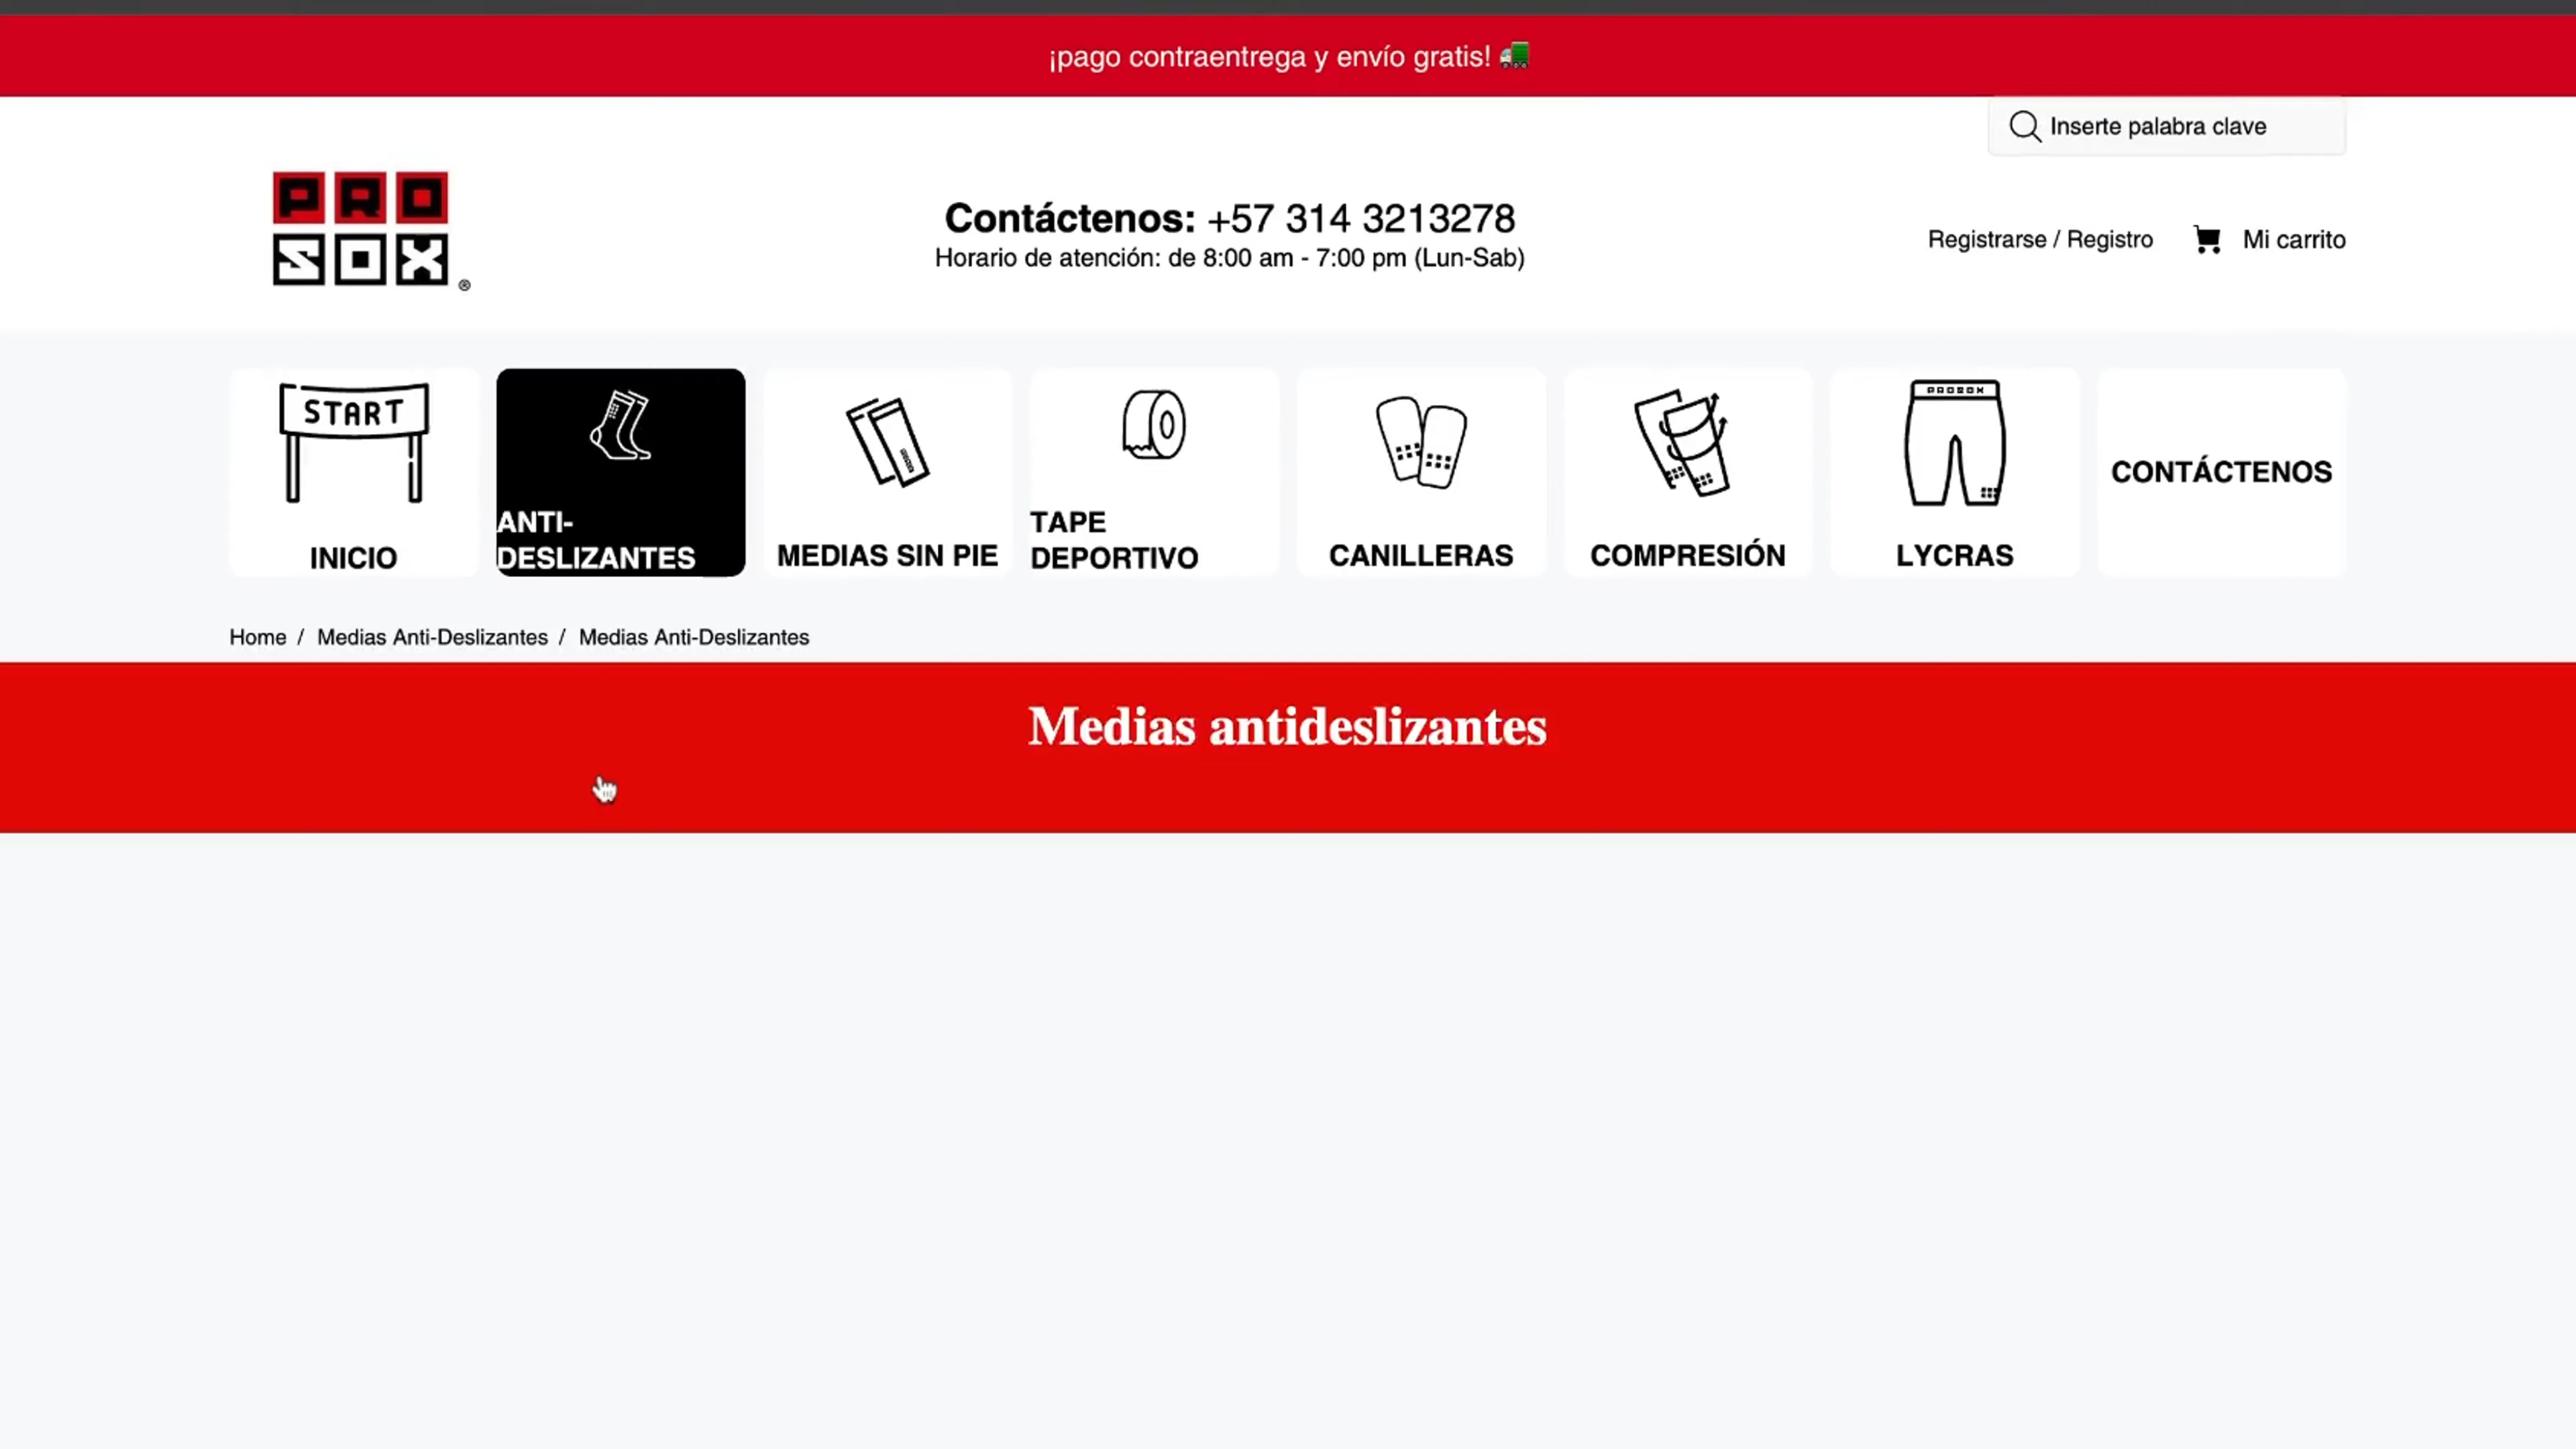 ¡pago contraentrega y envío gratis!
Inserte palabra clave
PRO
SOX
®
Contáctenos: +57 314 3213278
Horario de atención: de 8:00 am - 7:00 pm (Lun-Sab)
Registrarse / Registro
Mi carrito
START
INICIO
ANTI-
DESLIZANTES
MEDIAS SIN PIE
TAPE
DEPORTIVO
CANILLERAS
COMPRESIÓN
PROSOX
LYCRAS
CONTÁCTENOS
Home / Medias Anti-Deslizantes / Medias Anti-Deslizantes
Medias antideslizantes